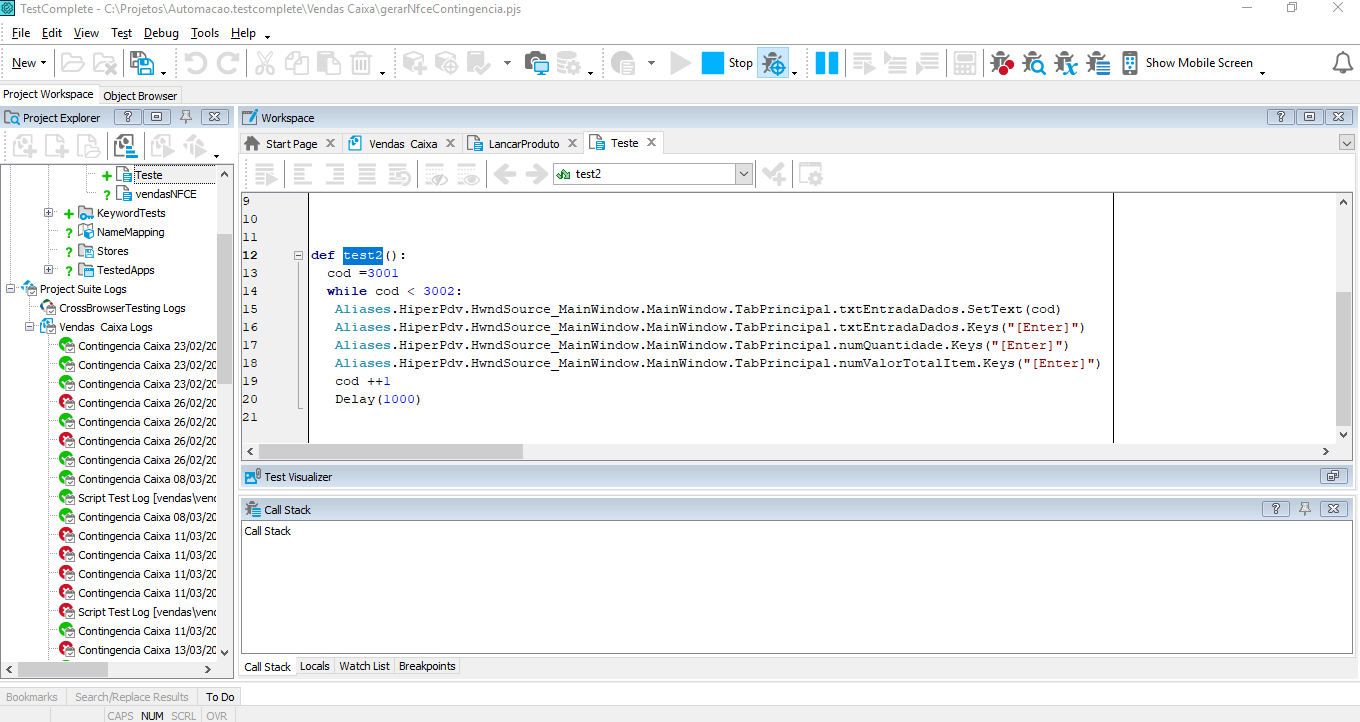 TestComplete - C:\Projetos\Automacao.testcomplete\Vendas Caixa\gerarNfceContingencia.pjs
File Edit View Test Debug Tools Help
New Stop Show Mobile Screen
Project Workspace Object Browser
Project Explorer
Teste
vendasNFCE
KeywordTests
NameMapping
Stores
TestedApps
Project Suite Logs
CrossBrowserTesting Logs
Vendas Caixa Logs
Contingencia Caixa 23/02/20
Contingencia Caixa 23/02/20
Contingencia Caixa 23/02/20
Contingencia Caixa 26/02/20
Contingencia Caixa 26/02/20
Contingencia Caixa 26/02/20
Contingencia Caixa 26/02/20
Contingencia Caixa 08/03/20
Script Test Log [vendas\venc
Contingencia Caixa 08/03/20
Contingencia Caixa 11/03/20
Contingencia Caixa 11/03/20
Contingencia Caixa 11/03/20
Contingencia Caixa 11/03/20
Script Test Log [vendas\venc
Contingencia Caixa 11/03/20
Contingencia Caixa 13/03/20
Workspace
Start Page Vendas Caixa LancarProduto Teste
test2
9
10
11
12 def test2():
13 cod =3001
14 while cod < 3002:
15 Aliases.HiperPdv.HwndSource_MainWindow.MainWindow.TabPrincipal.txtEntradaDados.SetText(cod)
16 Aliases.HiperPdv.HwndSource_MainWindow.MainWindow.TabPrincipal.txtEntradaDados.Keys("[Enter]")
17 Aliases.HiperPdv.HwndSource_MainWindow.MainWindow.TabPrincipal.numQuantidade.Keys("[Enter]")
18 Aliases.HiperPdv.HwndSource_MainWindow.MainWindow.TabPrincipal.numValorTotalItem.Keys("[Enter]")
19 cod ++1
20 Delay(1000)
21
Test Visualizer
Call Stack
Call Stack
Call Stack Locals Watch List Breakpoints
Bookmarks Search/Replace Results To Do
CAPS NUM SCRL OVR